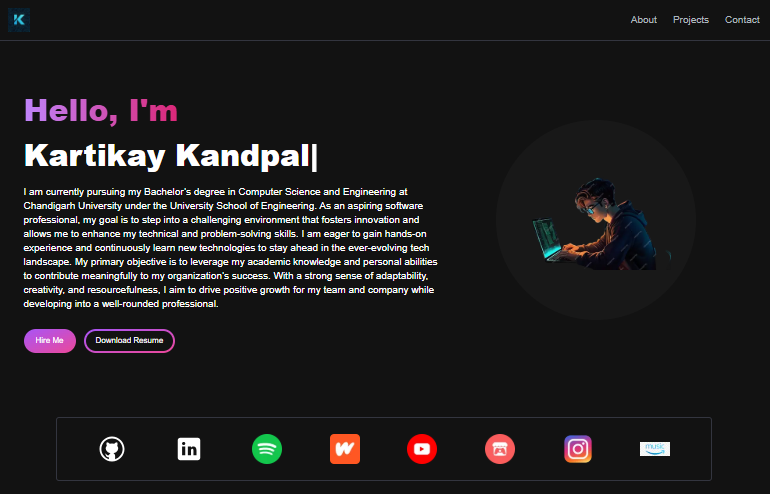 K
About Projects Contact
Hello, I'm
Kartikay Kandpal|
I am currently pursuing my Bachelor's degree in Computer Science and Engineering at
Chandigarh University under the University School of Engineering. As an aspiring software
professional, my goal is to step into a challenging environment that fosters innovation and
allows me to enhance my technical and problem-solving skills. I am eager to gain hands-on
experience and continuously learn new technologies to stay ahead in the ever-evolving tech
landscape. My primary objective is to leverage my academic knowledge and personal abilities
to contribute meaningfully to my organization's success. With a strong sense of adaptability,
creativity, and resourcefulness, I aim to drive positive growth for my team and company while
developing into a well-rounded professional.
Hire Me Download Resume
in music